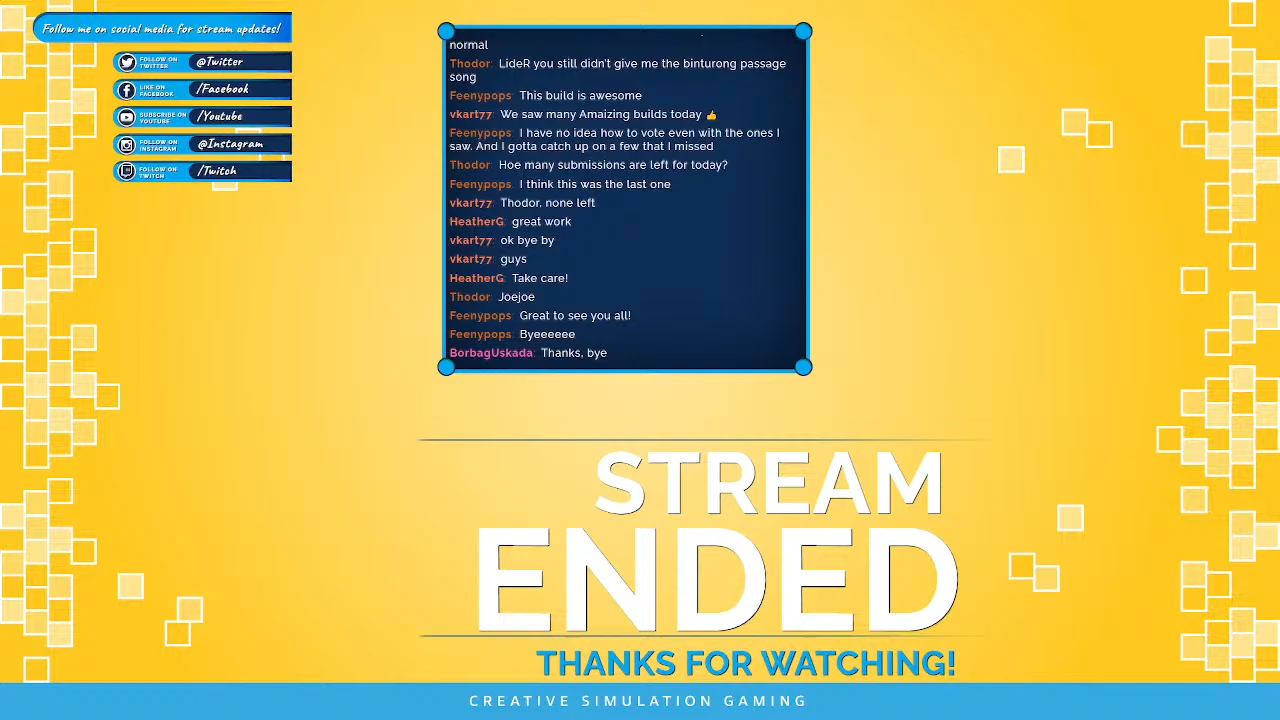 Follow me on social media for stream updates!
FOLLOW ON
TWITTER
@Twitter
LIKE ON
FACEBOOK
/Facebook
SUBSCRIBE ON
YOUTUBE
/Youtube
FOLLOW ON
INSTAGRAM
@Instagram
FOLLOW ON
TWITCH
/Twitch
normal
Thodor: LideR you still didn't give me the binturong passage
song
Feenypops: This build is awesome
vkart77: We saw many Amaizing builds today 👍
Feenypops: I have no idea how to vote even with the ones I
saw. And I gotta catch up on a few that I missed
Thodor: Hoe many submissions are left for today?
Feenypops: I think this was the last one
vkart77: Thodor, none left
HeatherG: great work
vkart77: ok bye by
vkart77: guys
HeatherG: Take care!
Thodor: Joejoe
Feenypops: Great to see you all!
Feenypops: Byeeeeee
BorbagUskada: Thanks, bye
STREAM
ENDED
THANKS FOR WATCHING!
CREATIVE SIMULATION GAMING